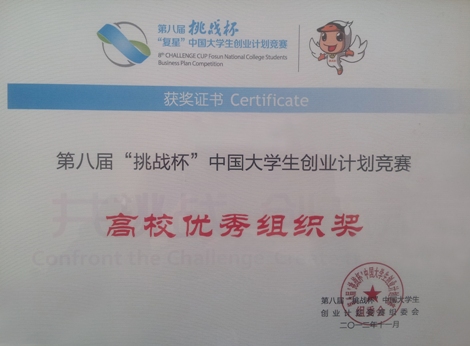 第八届 挑战杯
“复星”中国大学生创业计划竞赛
8th CHALLENGE CUP Fosun National College Students
Business Plan Competition
获奖证书 Certificate
第八届“挑战杯”中国大学生创业计划竞赛
高校优秀组织奖
Confront the Challenge
第八届“挑战杯”中国大学生
创业计划竞赛组委会
二〇一二年十一月